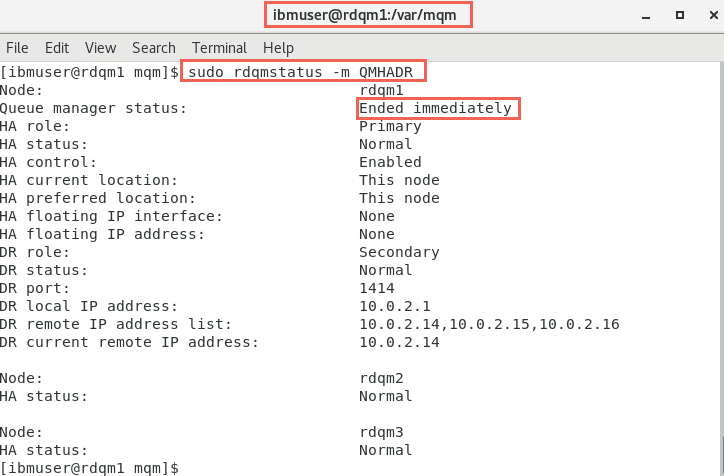 ibmuser@rdqm1:/var/mqm
File Edit View Search Terminal Help
[ibmuser@rdqm1 mqm]$ sudo rdqmstatus -m QMHADR
Node: rdqm1
Queue manager status: Ended immediately
HA role: Primary
HA status: Normal
HA control: Enabled
HA current location: This node
HA preferred location: This node
HA floating IP interface: None
HA floating IP address: None
DR role: Secondary
DR status: Normal
DR port: 1414
DR local IP address: 10.0.2.1
DR remote IP address list: 10.0.2.14,10.0.2.15,10.0.2.16
DR current remote IP address: 10.0.2.14
Node: rdqm2
HA status: Normal
Node: rdqm3
HA status: Normal
[ibmuser@rdqm1 mqm]$